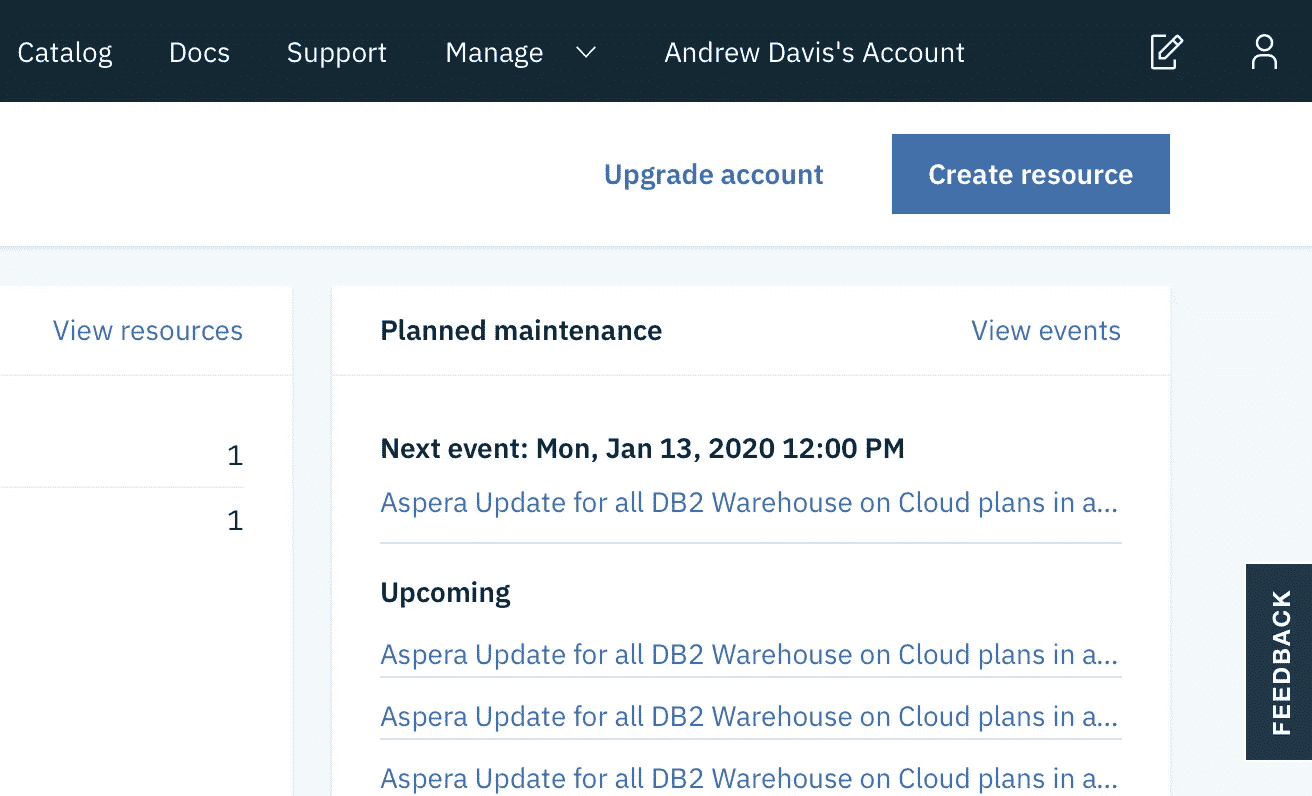 Catalog Docs Support Manage Andrew Davis's Account
Upgrade account Create resource
View resources
1
1
Planned maintenance View events
Next event: Mon, Jan 13, 2020 12:00 PM
Aspera Update for all DB2 Warehouse on Cloud plans in a...
Upcoming
Aspera Update for all DB2 Warehouse on Cloud plans in a...
Aspera Update for all DB2 Warehouse on Cloud plans in a...
Aspera Update for all DB2 Warehouse on Cloud plans in a...
FEEDBACK